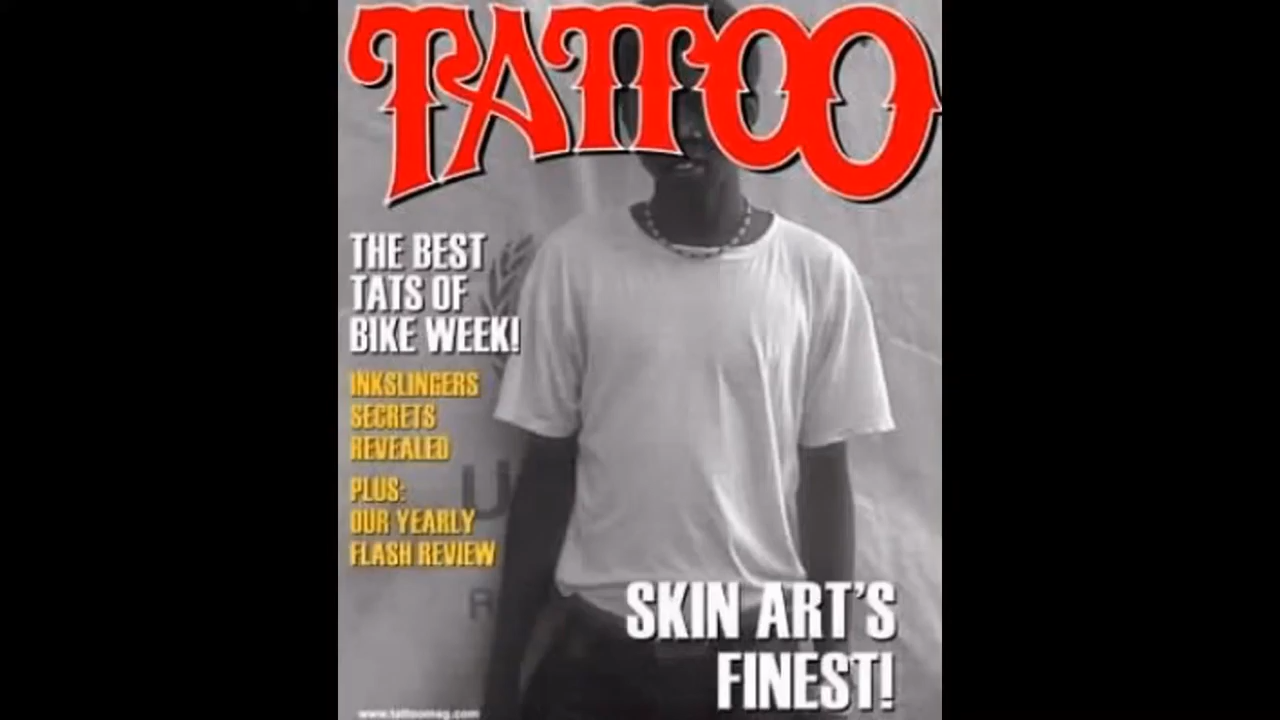 TATTOO
THE BEST
TATS OF
BIKE WEEK!
INKSLINGERS
SECRETS
REVEALED
PLUS:
OUR YEARLY
FLASH REVIEW
SKIN ART'S
FINEST!
www.tattoomag.com